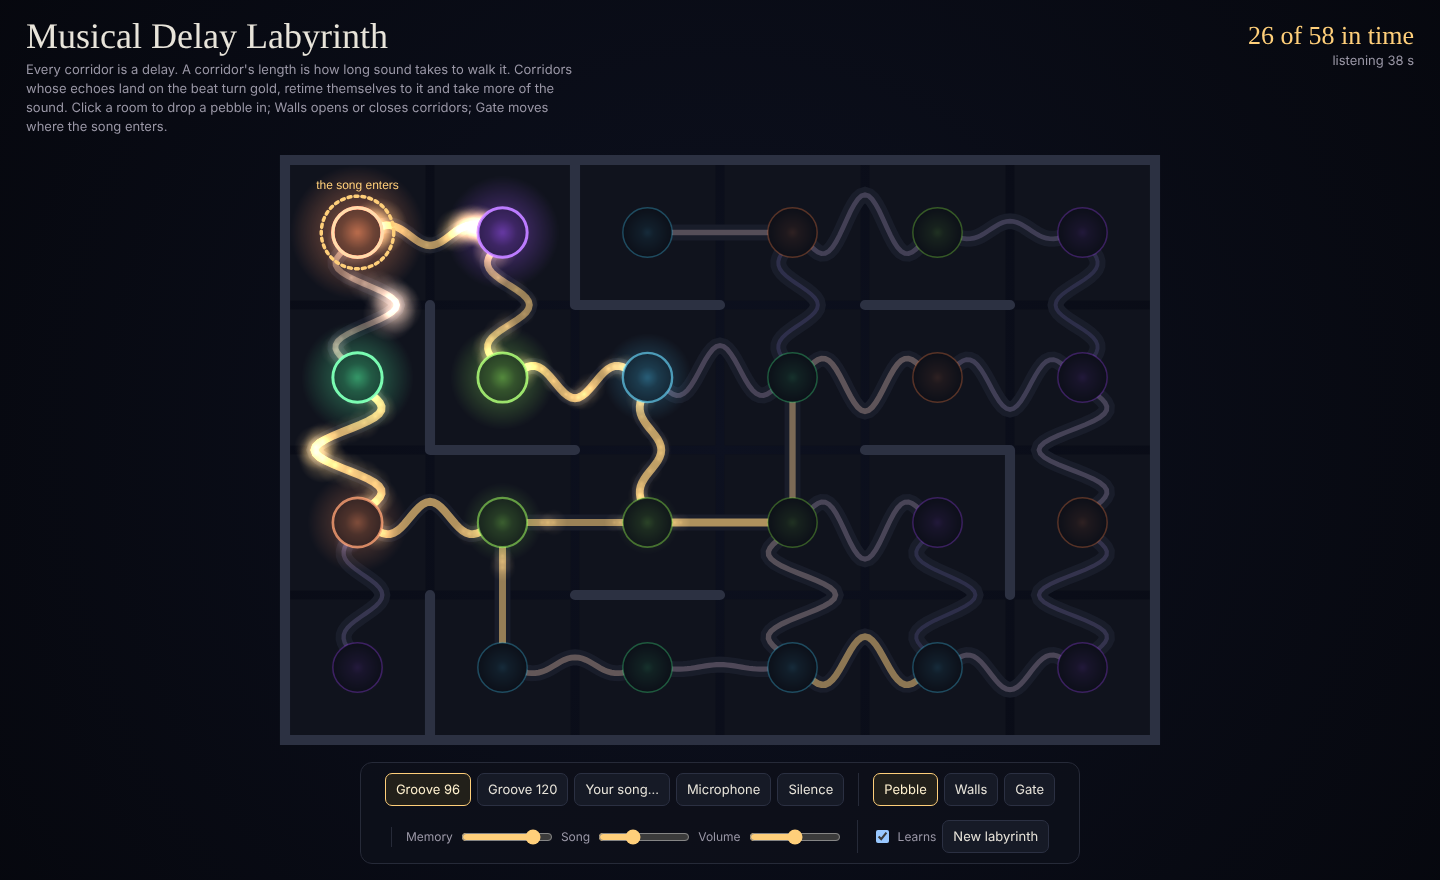 Musical Delay Labyrinth
Every corridor is a delay. A corridor's length is how long sound takes to walk it. Corridors
whose echoes land on the beat turn gold, retime themselves to it and take more of the
sound. Click a room to drop a pebble in; Walls opens or closes corridors; Gate moves
where the song enters.
26 of 58 in time
listening 38 s
the song enters
Groove 96 Groove 120 Your song... Microphone Silence Pebble Walls Gate
Memory Song Volume Learns New labyrinth